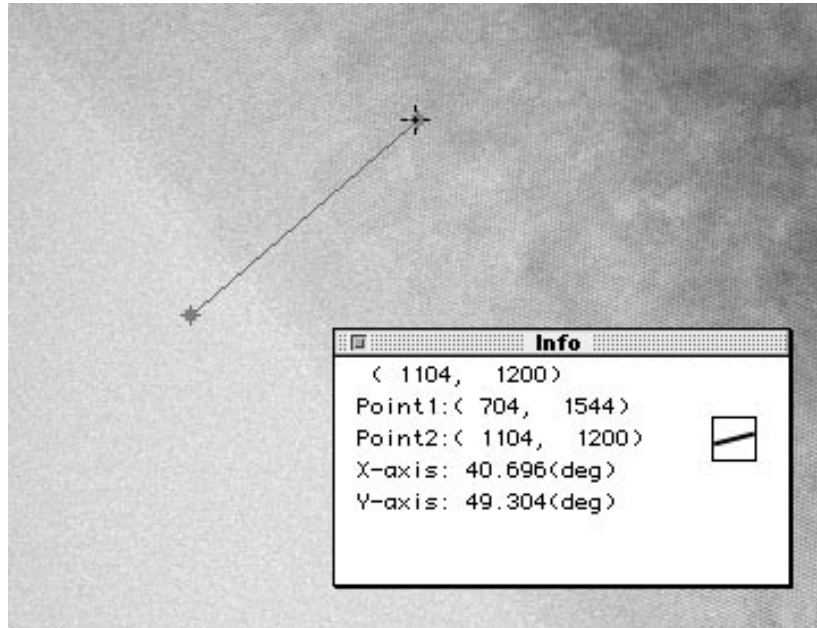 Info
( 1104, 1200)
Point1:( 704, 1544)
Point2:( 1104, 1200)
X-axis: 40.696(deg)
Y-axis: 49.304(deg)